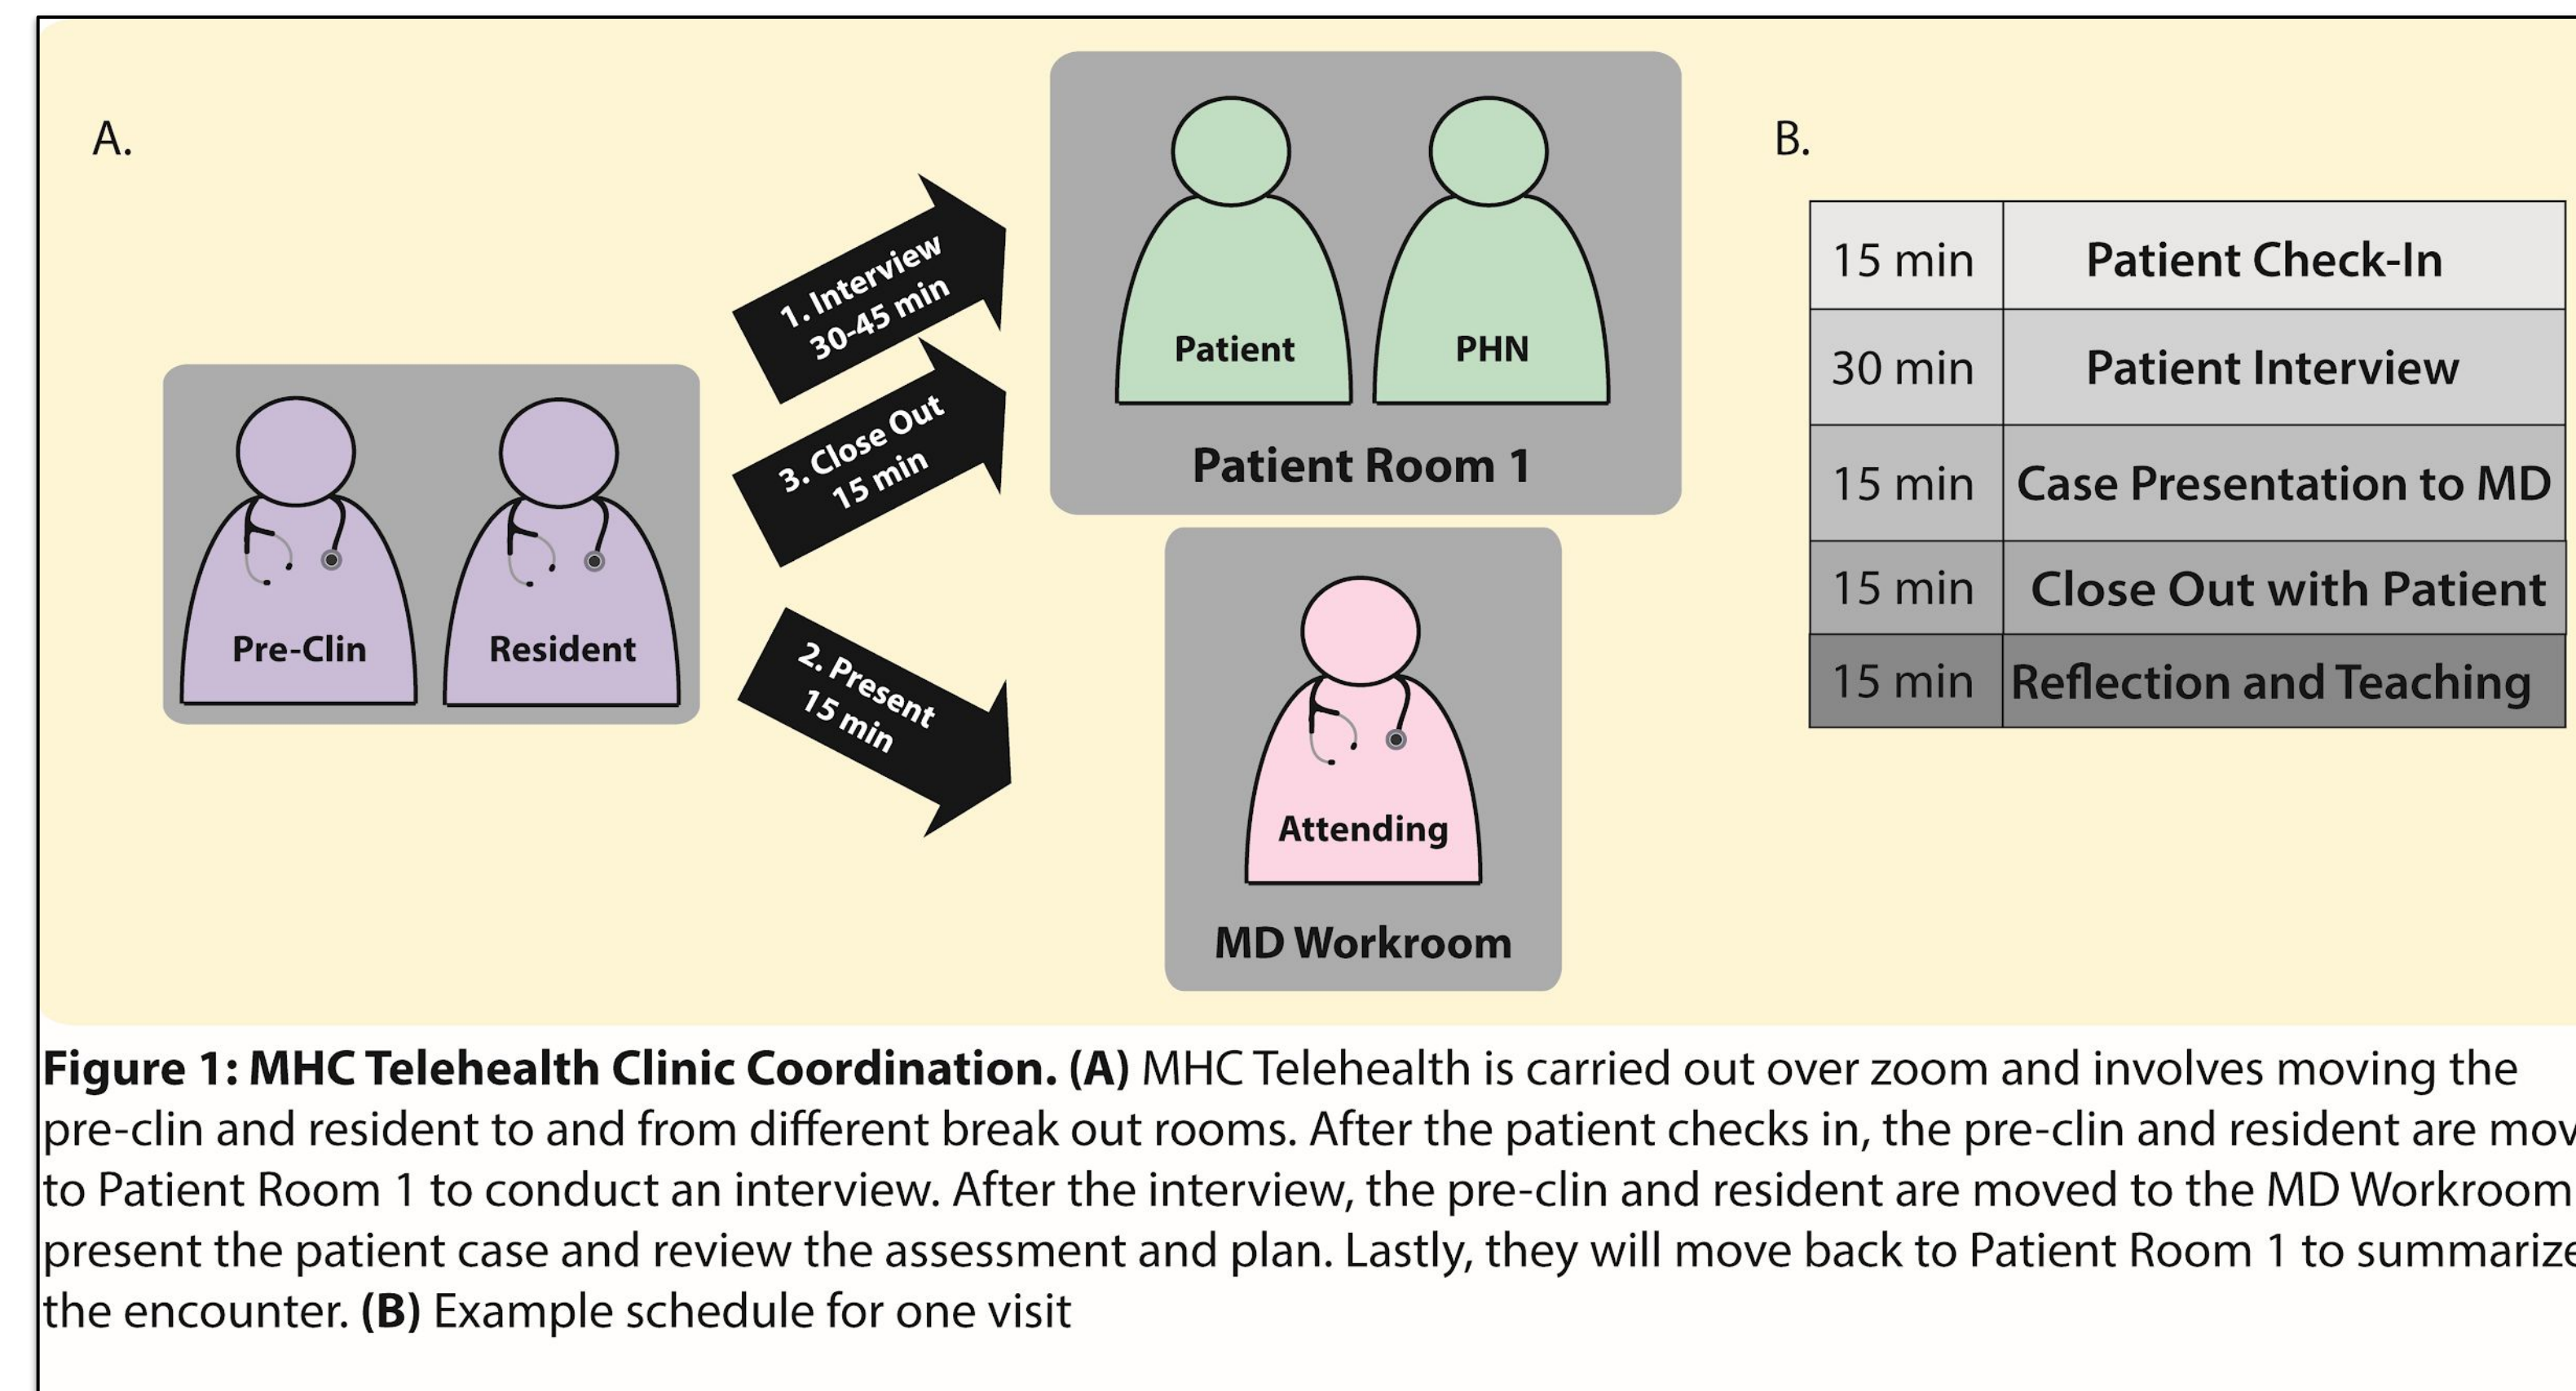 A.
1. Interview
30-45 min
3. Close Out
15 min
2. Present
15 min
Pre-Clin
Resident
Patient
PHN
Patient Room 1
Attending
MD Workroom
B.
15 min Patient Check-In
30 min Patient Interview
15 min Case Presentation to MD
15 min Close Out with Patient
15 min Reflection and Teaching
Figure 1: MHC Telehealth Clinic Coordination. (A) MHC Telehealth is carried out over zoom and involves moving the
pre-clin and resident to and from different break out rooms. After the patient checks in, the pre-clin and resident are
to Patient Room 1 to conduct an interview. After the interview, the pre-clin and resident are moved to the MD Workroom
present the patient case and review the assessment and plan. Lastly, they will move back to Patient Room 1 to summarize
the encounter. (B) Example schedule for one visit